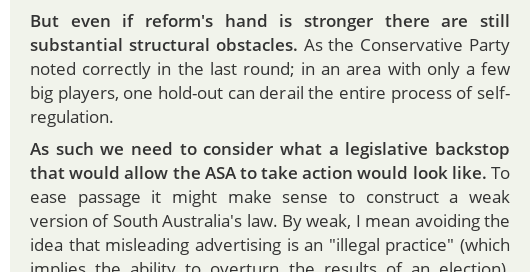 But even if reform's hand is stronger there are still
substantial structural obstacles. As the Conservative Party
noted correctly in the last round; in an area with only a few
big players, one hold-out can derail the entire process of self-
regulation.
As such we need to consider what a legislative backstop
that would allow the ASA to take action would look like. To
ease passage it might make sense to construct a weak
version of South Australia's law. By weak, I mean avoiding the
idea that misleading advertising is an "illegal practice" (which
implies the ability to overturn the results of an election).